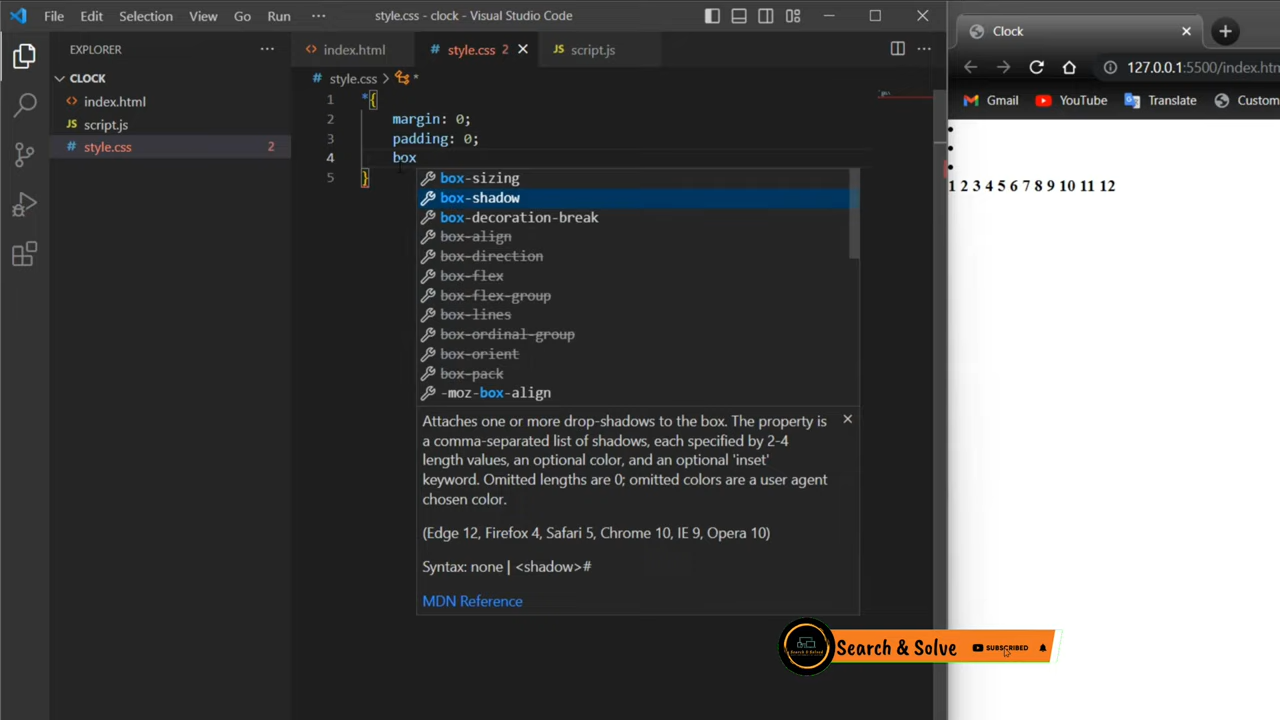 File Edit Selection View Go Run ··· style.css - clock - Visual Studio Code
EXPLORER ···
CLOCK
index.html
script.js
style.css 2
index.html style.css 2 script.js ···
style.css > *
1 *{
2 margin: 0;
3 padding: 0;
4 box
5 }
box-sizing
box-shadow
box-decoration-break
box-align
box-direction
box-flex
box-flex-group
box-lines
box-ordinal-group
box-orient
box-pack
-moz-box-align
Attaches one or more drop-shadows to the box. The property is
a comma-separated list of shadows, each specified by 2-4
length values, an optional color, and an optional 'inset'
keyword. Omitted lengths are 0; omitted colors are a user agent
chosen color.
(Edge 12, Firefox 4, Safari 5, Chrome 10, IE 9, Opera 10)
Syntax: none | <shadow>#
MDN Reference
Clock
127.0.0.1:5500/index.htm
Gmail YouTube Translate Custom
1 2 3 4 5 6 7 8 9 10 11 12
Search & Solve SUBSCRIBED